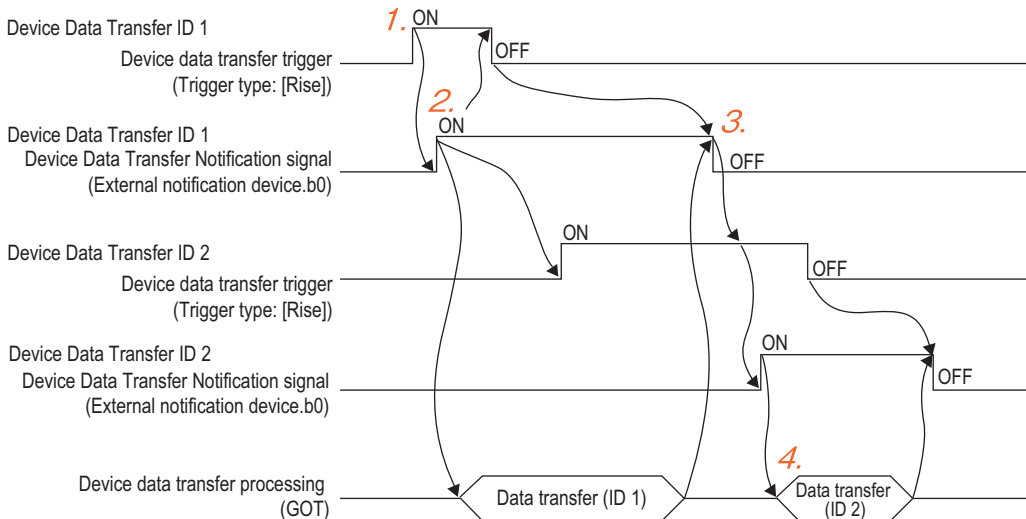 1. ON
Device Data Transfer ID 1
OFF
Device data transfer trigger
(Trigger type: [Rise])
2.
ON
3.
Device Data Transfer ID 1
Device Data Transfer Notification signal
OFF
(External notification device.b0)
ON
Device Data Transfer ID 2
OFF
Device data transfer trigger
(Trigger type: [Rise])
ON
Device Data Transfer ID 2
Device Data Transfer Notification signal
OFF
(External notification device.b0)
4.
Device data transfer processing
(GOT)
Data transfer (ID 1)
Data transfer
(ID 2)